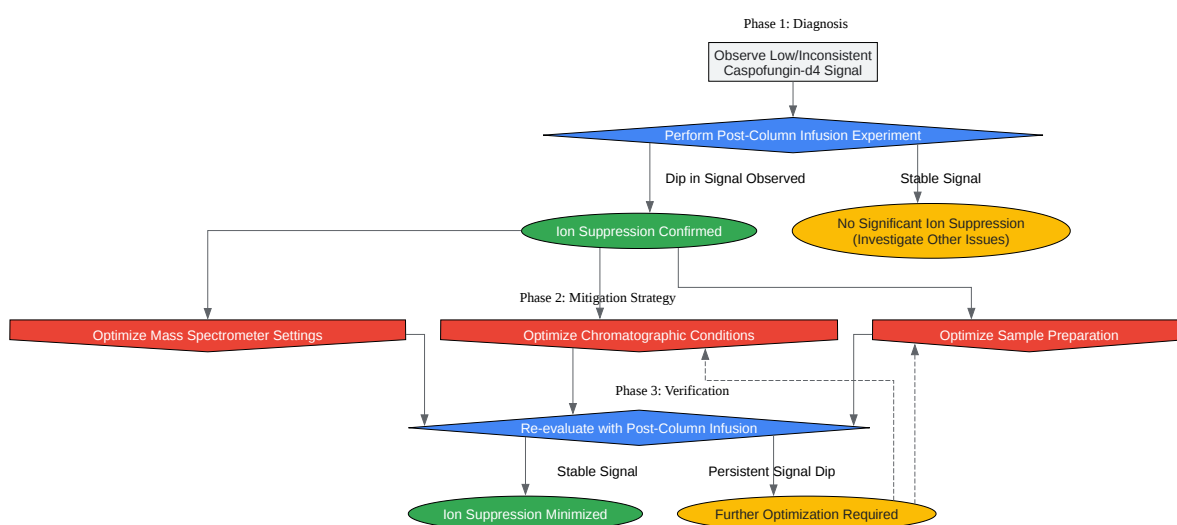 Phase 1: Diagnosis
Observe Low/Inconsistent
Caspofungin-d4 Signal
Perform Post-Column Infusion Experiment
Dip in Signal Observed
Stable Signal
Ion Suppression Confirmed
No Significant Ion Suppression
(Investigate Other Issues)
Phase 2: Mitigation Strategy
Optimize Mass Spectrometer Settings
Optimize Chromatographic Conditions
Optimize Sample Preparation
Phase 3: Verification
Re-evaluate with Post-Column Infusion
Stable Signal
Persistent Signal Dip
Ion Suppression Minimized
Further Optimization Required